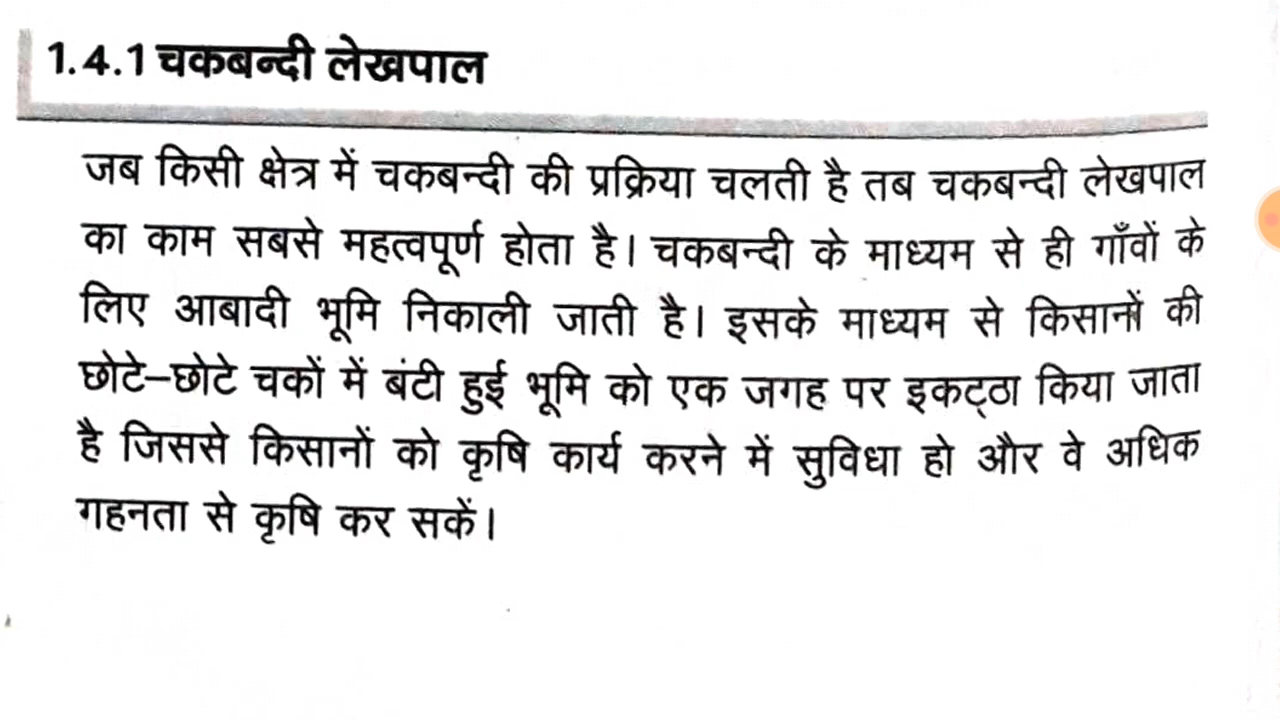 1.4.1 चकबन्दी लेखपाल
जब किसी क्षेत्र में चकबन्दी की प्रक्रिया चलती है तब चकबन्दी लेखपाल
का काम सबसे महत्वपूर्ण होता है। चकबन्दी के माध्यम से ही गाँवों के
लिए आबादी भूमि निकाली जाती है। इसके माध्यम से किसानों की
छोटे–छोटे चकों में बंटी हुई भूमि को एक जगह पर इकट्ठा किया जाता
है जिससे किसानों को कृषि कार्य करने में सुविधा हो और वे अधिक
गहनता से कृषि कर सकें।